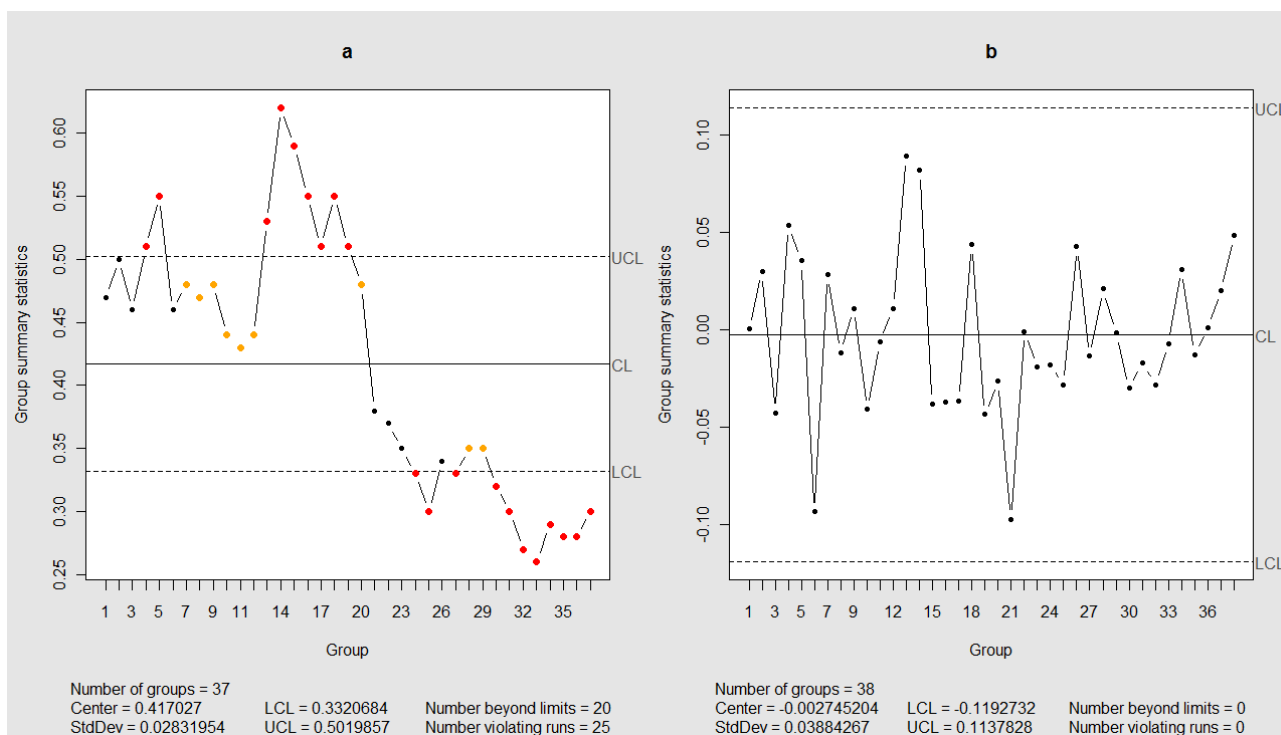 a
0.60
0.55
0.50
0.45
0.40
0.35
0.30
0.25
Group summary statistics
UCL
CL
LCL
1 3 5 7 9 11 14 17 20 23 26 29 32 35
Group
Number of groups = 37
Center = 0.417027 LCL = 0.3320684 Number beyond limits = 20
StdDev = 0.02831954 UCL = 0.5019857 Number violating runs = 25
b
0.10
0.05
0.00
-0.05
-0.10
Group summary statistics
UCL
CL
LCL
1 3 5 7 9 12 15 18 21 24 27 30 33 36
Group
Number of groups = 38
Center = -0.002745204 LCL = -0.1192732 Number beyond limits = 0
StdDev = 0.03884267 UCL = 0.1137828 Number violating runs = 0